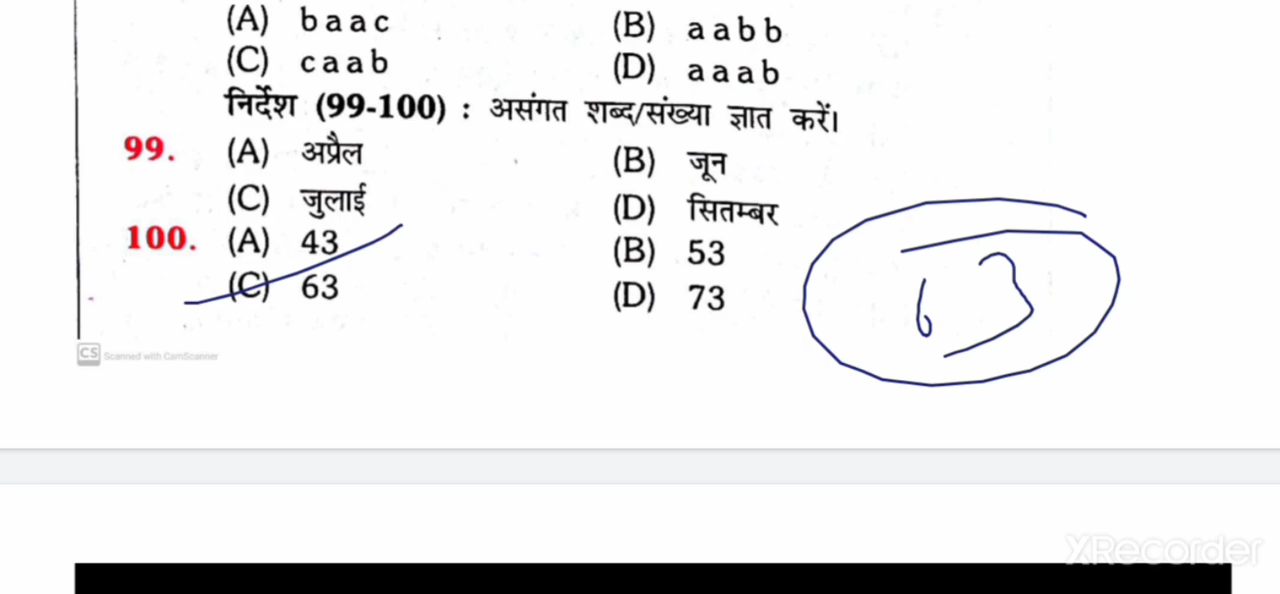 (A) b a a c (B) a a b b
(C) c a a b (D) a a a b
निर्देश (99-100) : असंगत शब्द/संख्या ज्ञात करें।
99. (A) अप्रैल (B) जून
(C) जुलाई (D) सितम्बर
100. (A) 43 (B) 53
(C) 63 (D) 73
63
CS Scanned with CamScanner
XRecorder